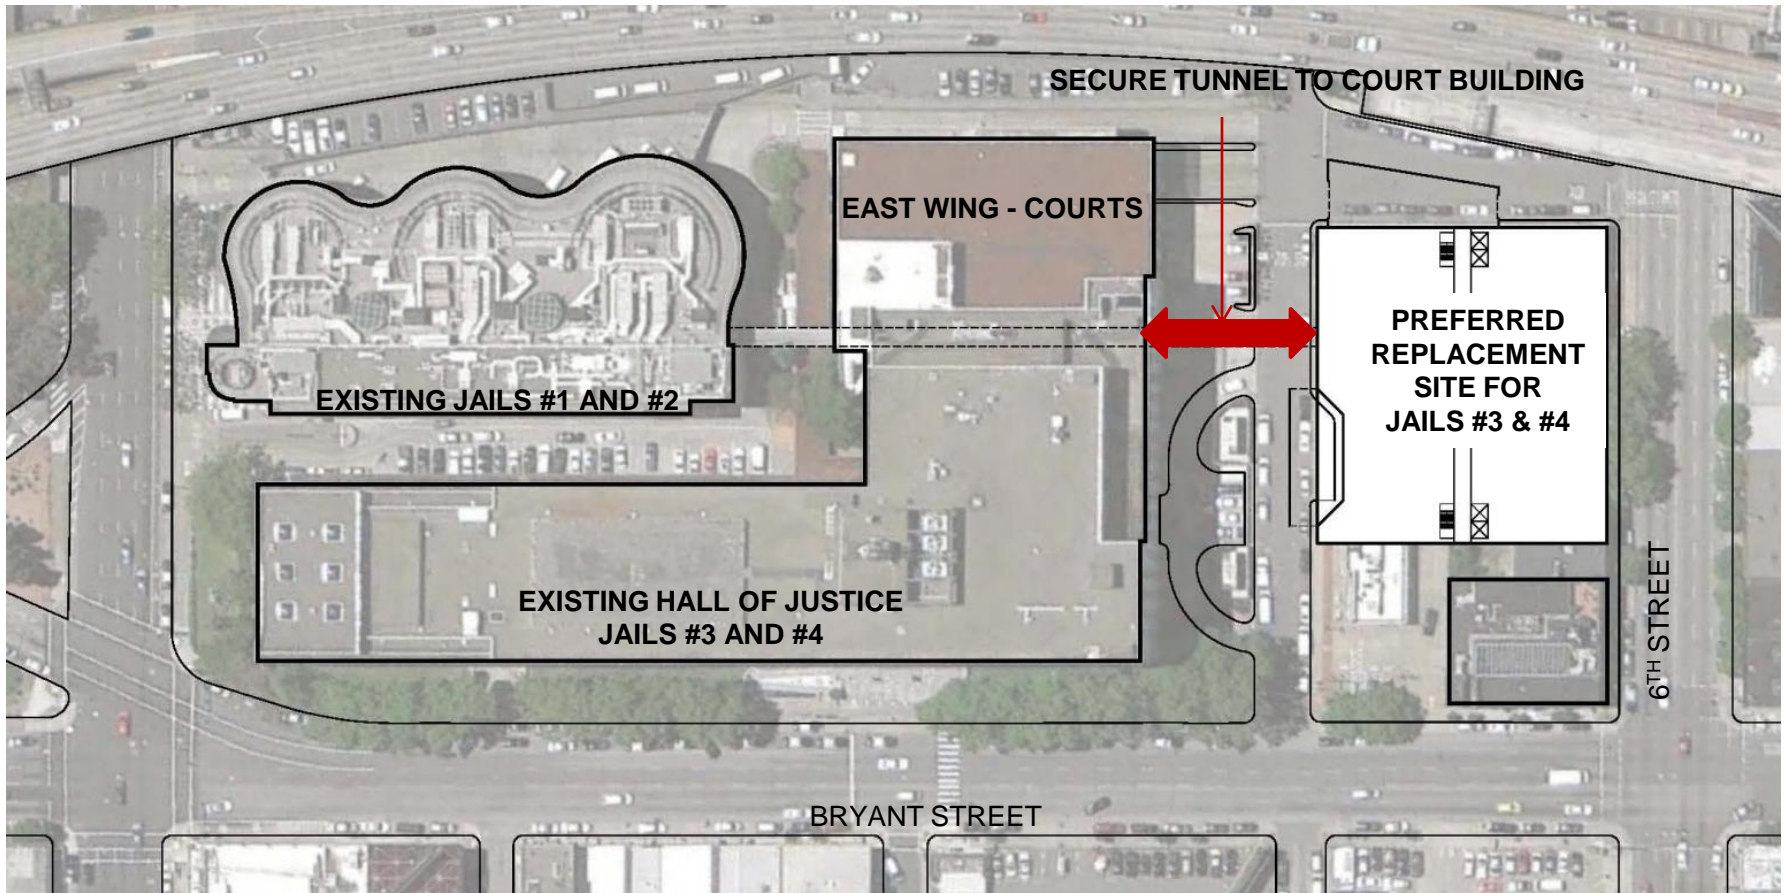 SECURE TUNNEL TO COURT BUILDING
EAST WING - COURTS
PREFERRED
REPLACEMENT
SITE FOR
JAILS #3 & #4
EXISTING JAILS #1 AND #2
EXISTING HALL OF JUSTICE
JAILS #3 AND #4
6TH STREET
BRYANT STREET